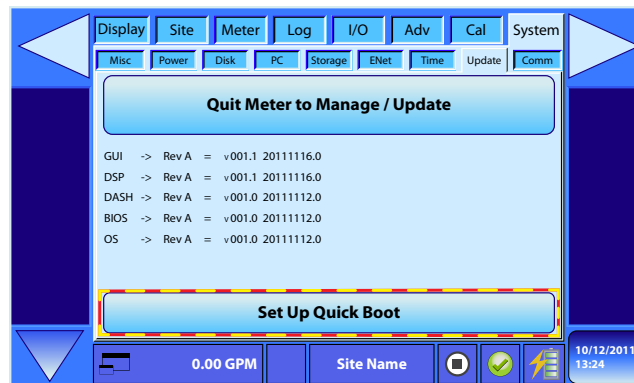 Display Site Meter Log I/O Adv Cal System
Misc Power Disk PC Storage ENet Time Update Comm
Quit Meter to Manage / Update
GUI -> Rev A = v001.1 20111116.0
DSP -> Rev A = v001.1 20111116.0
DASH -> Rev A = v001.0 20111112.0
BIOS -> Rev A = v001.0 20111112.0
OS -> Rev A = v001.0 20111112.0
Set Up Quick Boot
0.00 GPM Site Name
10/12/2011
13:24